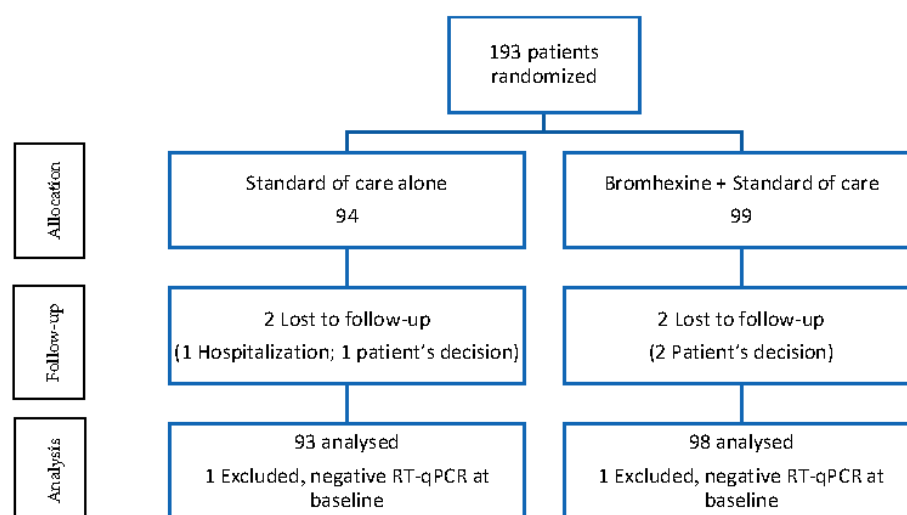 193 patients
randomized
Allocation
Standard of care alone
94
Bromhexine + Standard of care
99
Follow-up
2 Lost to follow-up
(1 Hospitalization; 1 patient's decision)
2 Lost to follow-up
(2 Patient's decision)
Analysis
93 analysed
1 Excluded, negative RT-qPCR at
baseline
98 analysed
1 Excluded, negative RT-qPCR at
baseline